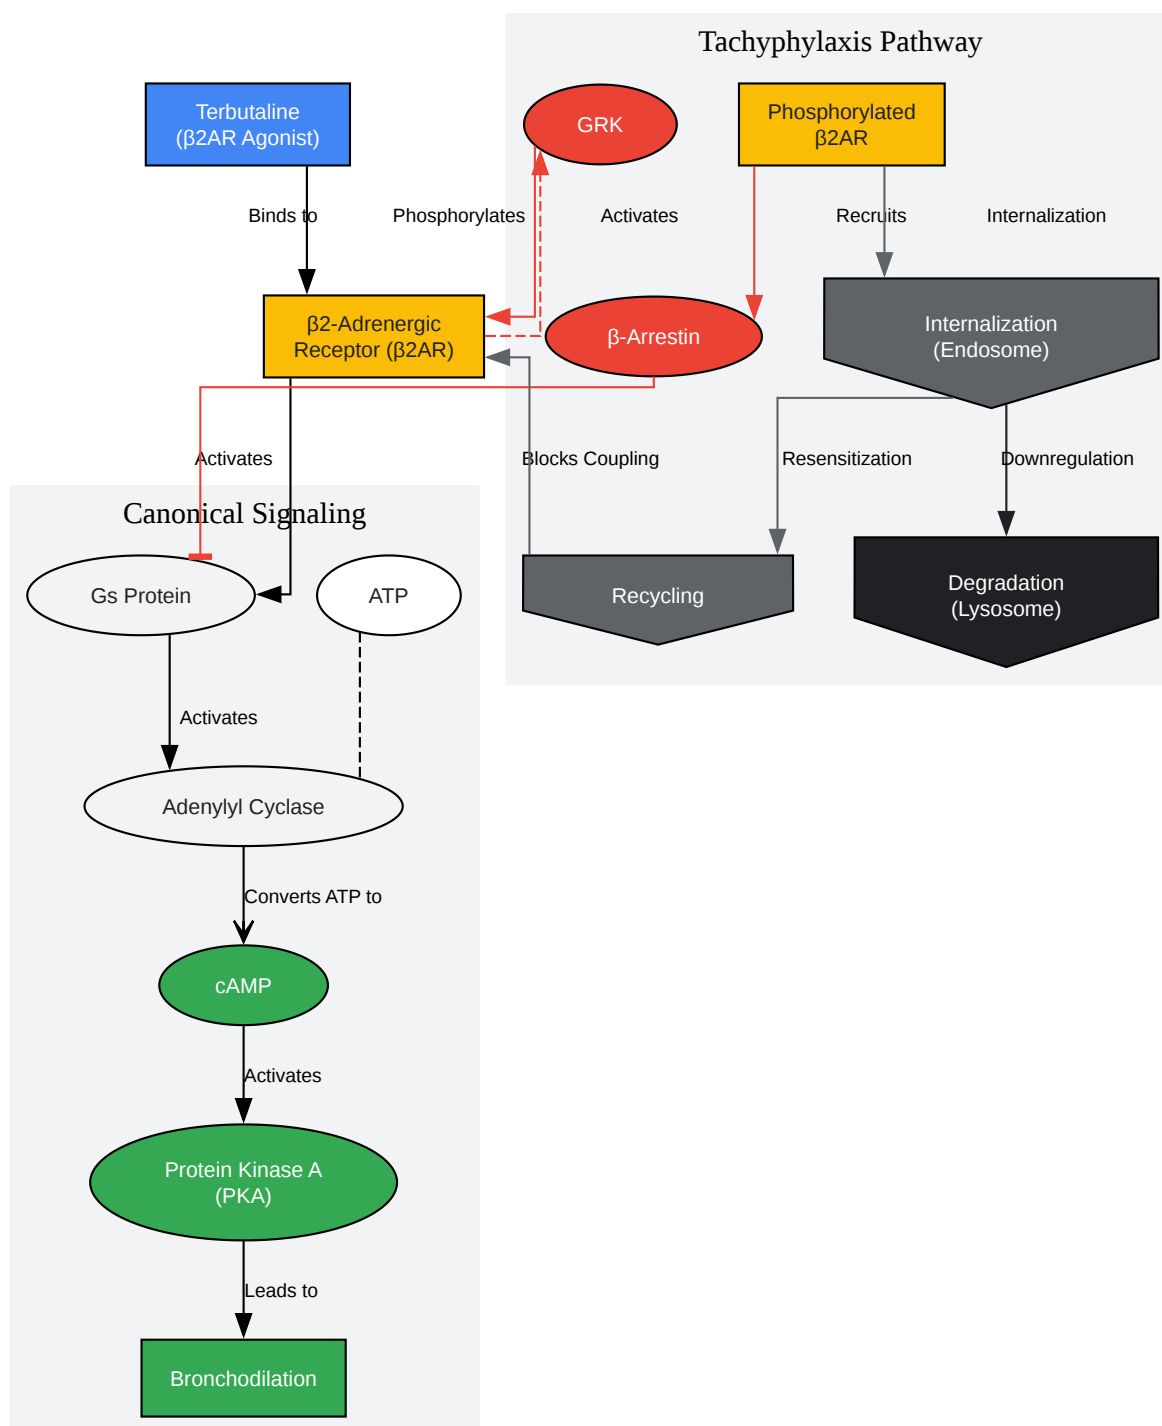 Tachyphylaxis Pathway
Terbutaline
(β2AR Agonist)
GRK
Phosphorylated
β2AR
Binds to
Phosphorylates
Activates
Recruits
Internalization
β2-Adrenergic
Receptor (β2AR)
β-Arrestin
Internalization
(Endosome)
Activates
Blocks Coupling
Resensitization
Downregulation
Canonical Signaling
Gs Protein
ATP
Recycling
Degradation
(Lysosome)
Activates
Adenylyl Cyclase
Converts ATP to
cAMP
Activates
Protein Kinase A
(PKA)
Leads to
Bronchodilation